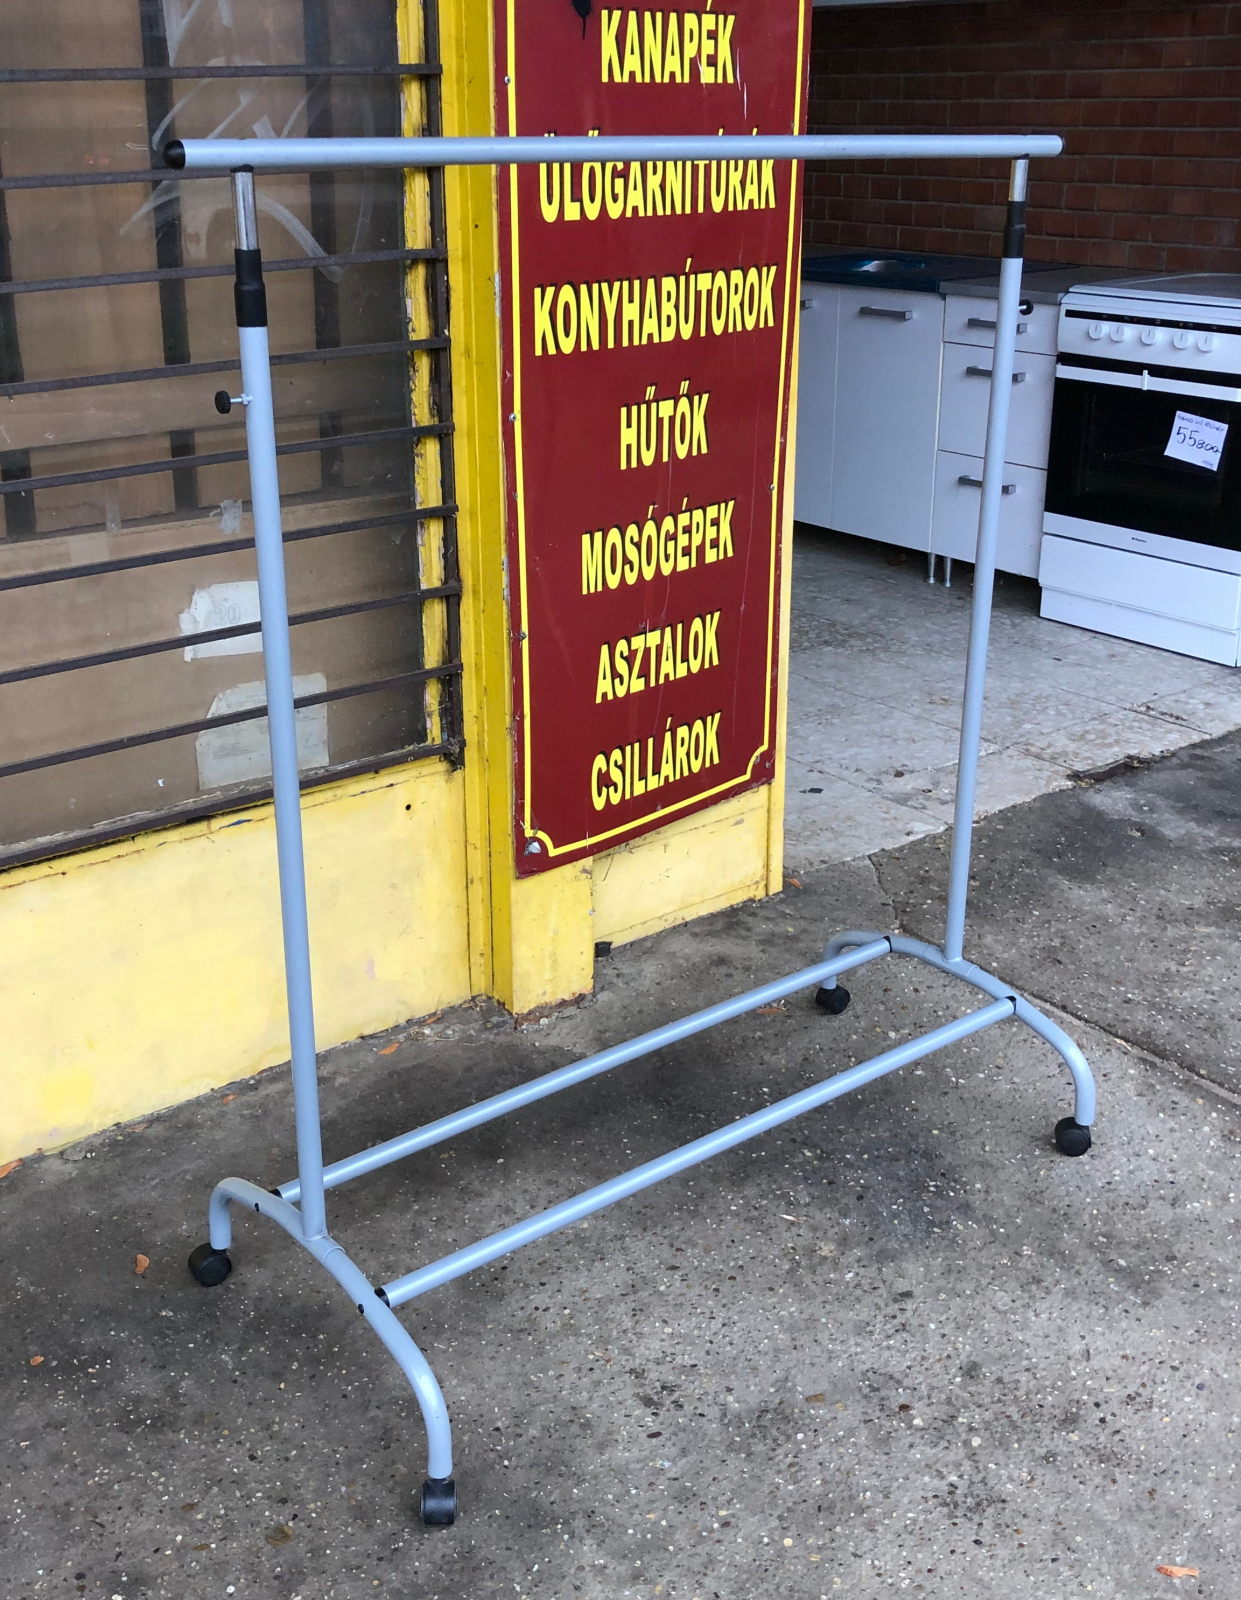 KANAPÉK
ÜLŐGARNITÚRÁK
KONYHABÚTOROK
HŰTŐK
MOSÓGÉPEK
ASZTALOK
CSILLÁROK
55800